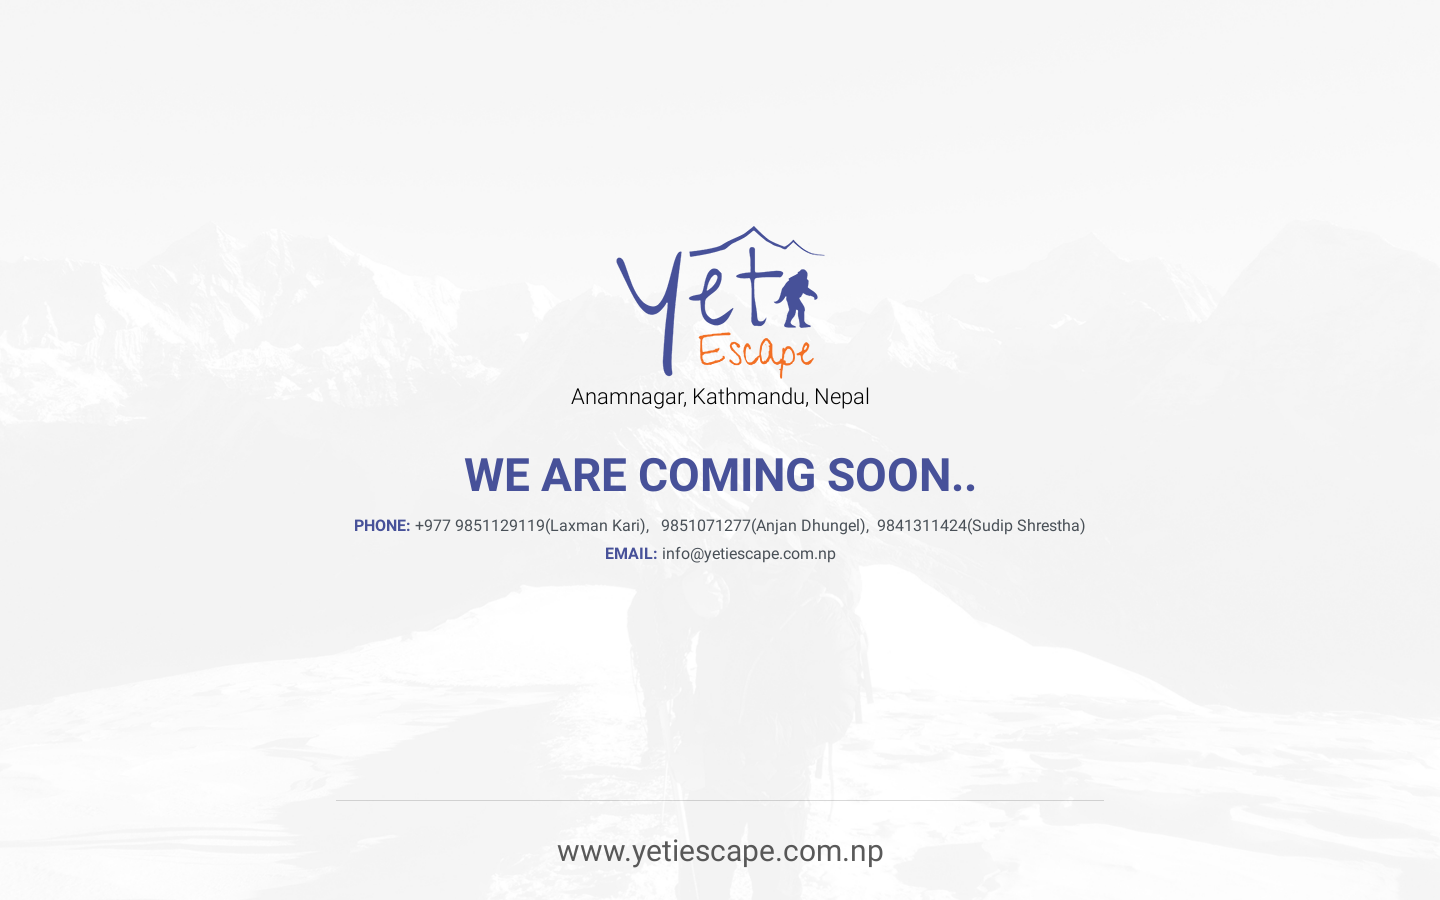 Yeti
Escape
Anamnagar, Kathmandu, Nepal
WE ARE COMING SOON..
PHONE: +977 9851129119(Laxman Kari), 9851071277(Anjan Dhungel), 9841311424(Sudip Shrestha)
EMAIL: info@yetiescape.com.np
www.yetiescape.com.np